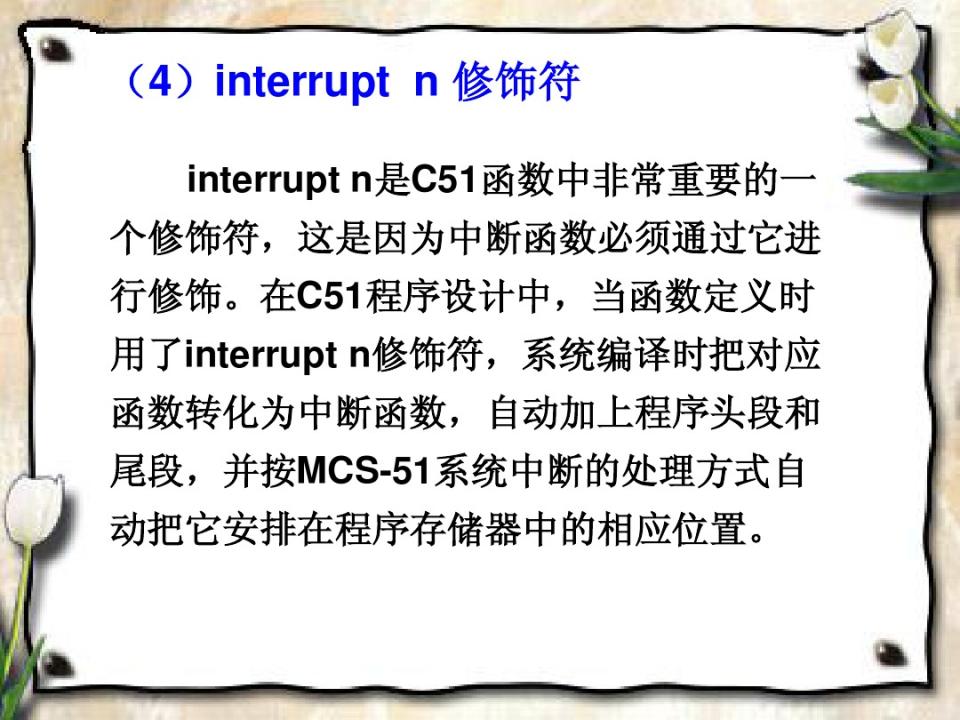 （4）interrupt n 修饰符
interrupt n是C51函数中非常重要的一
个修饰符，这是因为中断函数必须通过它进
行修饰。在C51程序设计中，当函数定义时
用了interrupt n修饰符，系统编译时把对应
函数转化为中断函数，自动加上程序头段和
尾段，并按MCS-51系统中断的处理方式自
动把它安排在程序存储器中的相应位置。